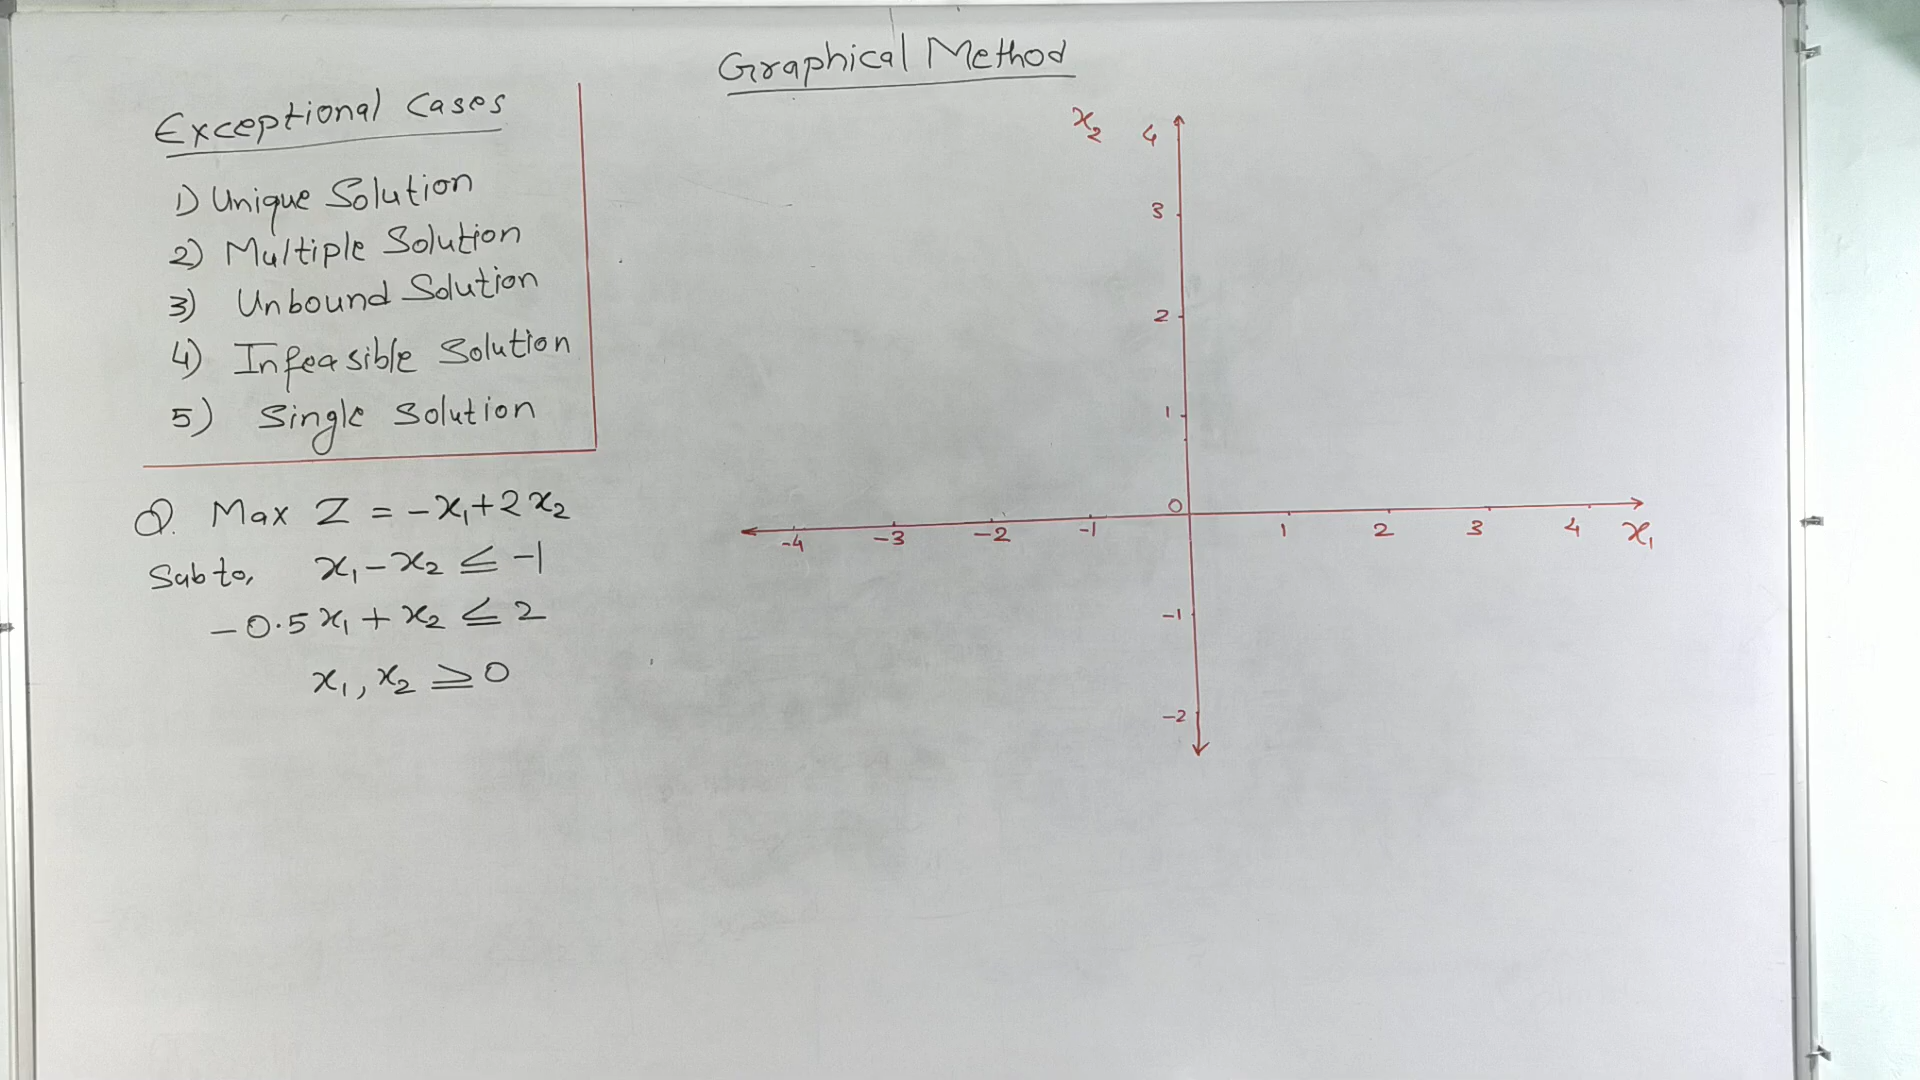 Graphical Method
Exceptional Cases
1) Unique Solution
2) Multiple Solution
3) Unbound Solution
4) Infeasible Solution
5) Single Solution
Q. Max Z = -x₁+2x₂
Sub to, x₁-x₂ ≤ -1
-0.5x₁ + x₂ ≤ 2
x₁, x₂ ≥ 0
x₂ 4
3
2
1
0
-4 -3 -2 -1 1 2 3 4 x₁
-1
-2